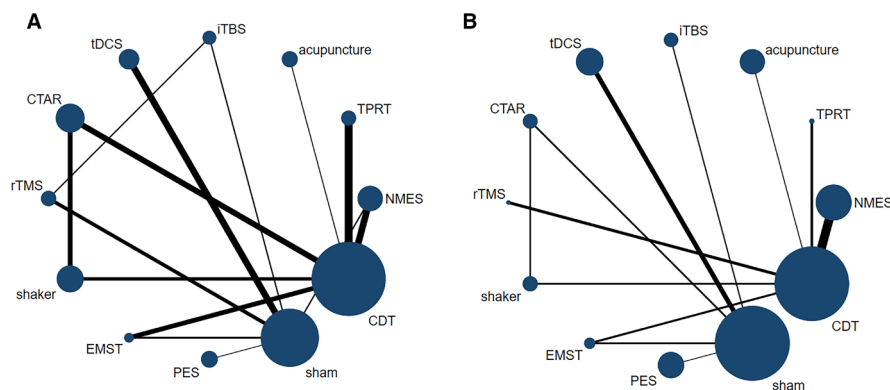 A
iTBS
tDCS
acupuncture
CTAR
TPRT
rTMS
NMES
shaker
CDT
EMST
PES
sham
B
iTBS
tDCS
acupuncture
CTAR
TPRT
rTMS
NMES
shaker
CDT
EMST
PES
sham